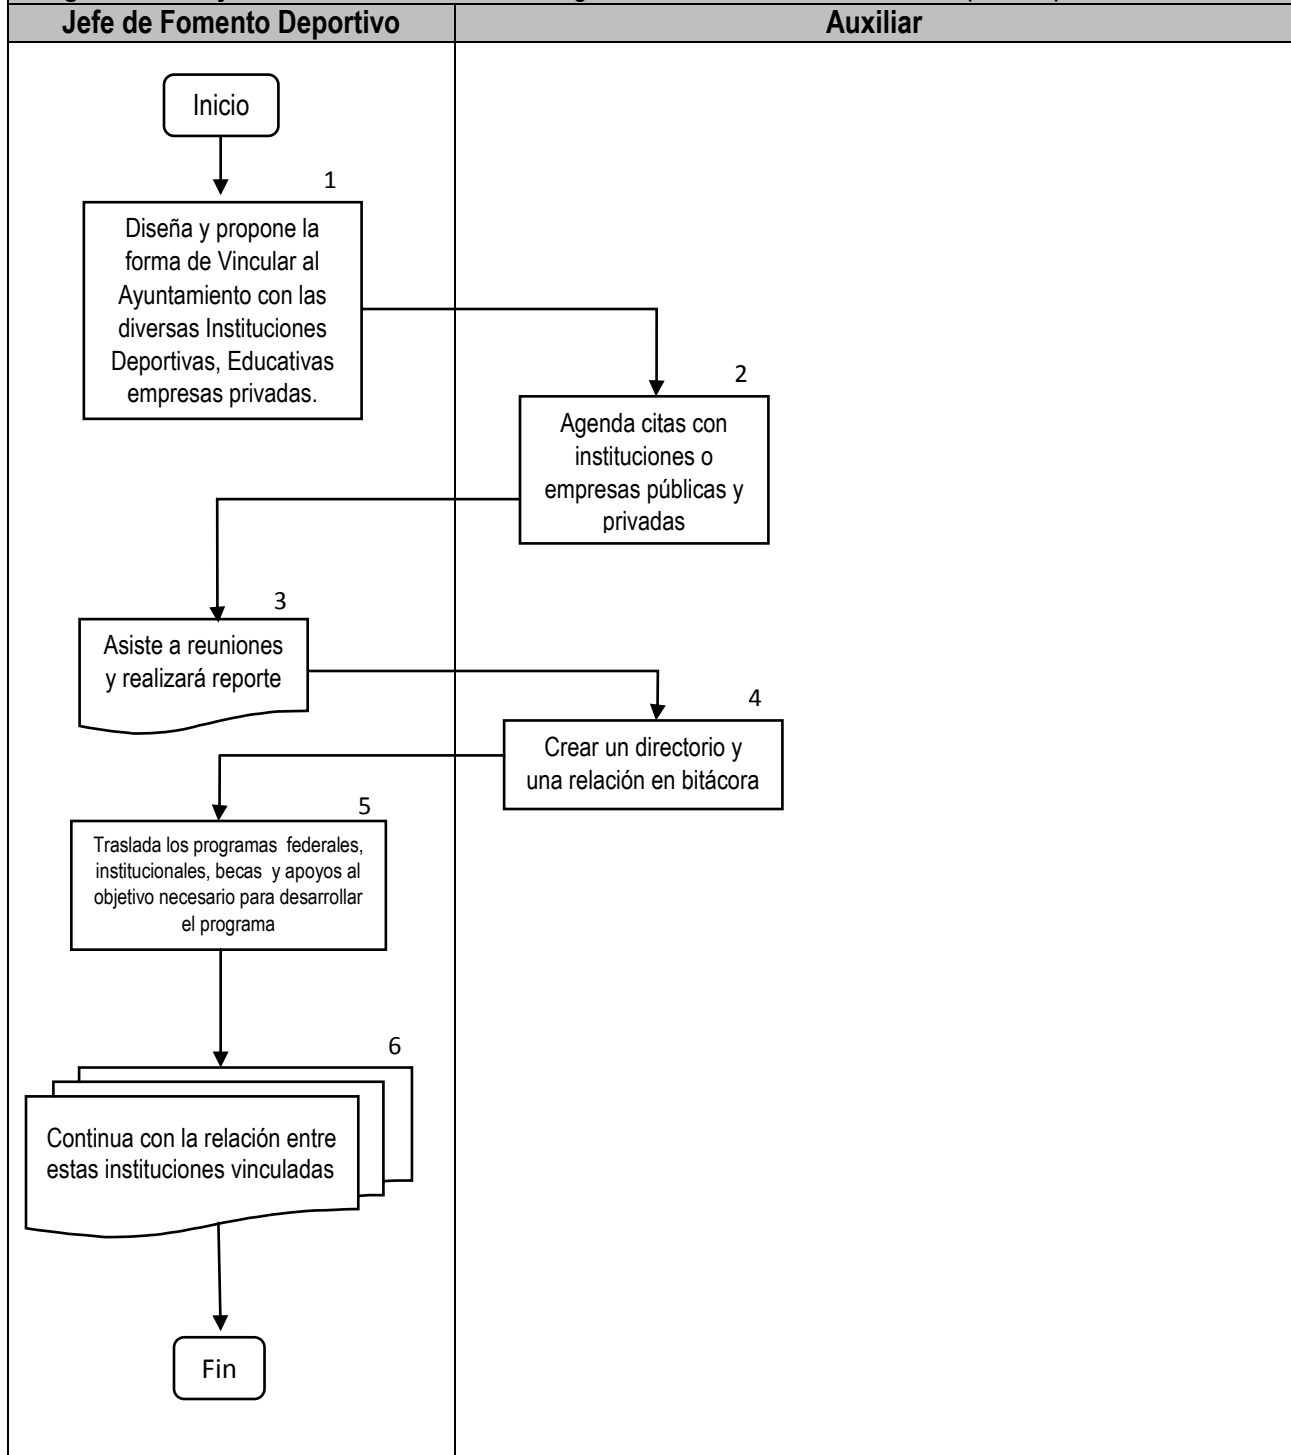 Jefe de Fomento Deportivo
Auxiliar
Inicio
1
Diseña y propone la
forma de Vincular al
Ayuntamiento con las
diversas Instituciones
Deportivas, Educativas
empresas privadas.
2
Agenda citas con
instituciones o
empresas públicas y
privadas
3
Asiste a reuniones
y realizará reporte
4
Crear un directorio y
una relación en bitácora
5
Traslada los programas federales,
institucionales, becas y apoyos al
objetivo necesario para desarrollar
el programa
6
Continua con la relación entre
estas instituciones vinculadas
Fin